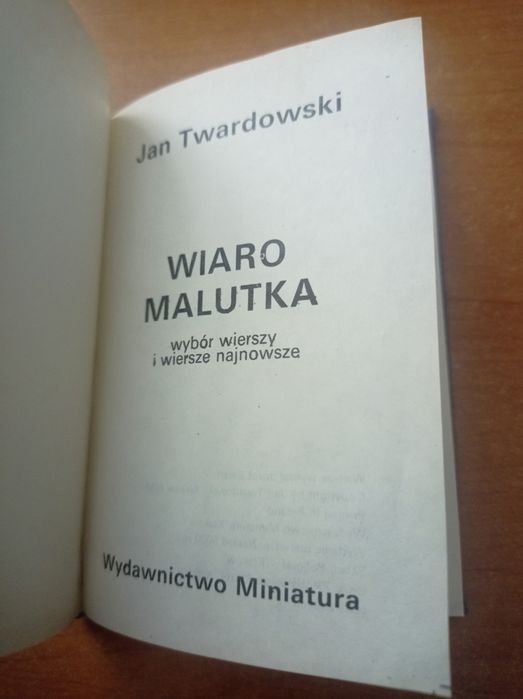 Jan Twardowski
WIARO
MALUTKA
wybór wierszy
i wiersze najnowsze
Wydawnictwo Miniatura